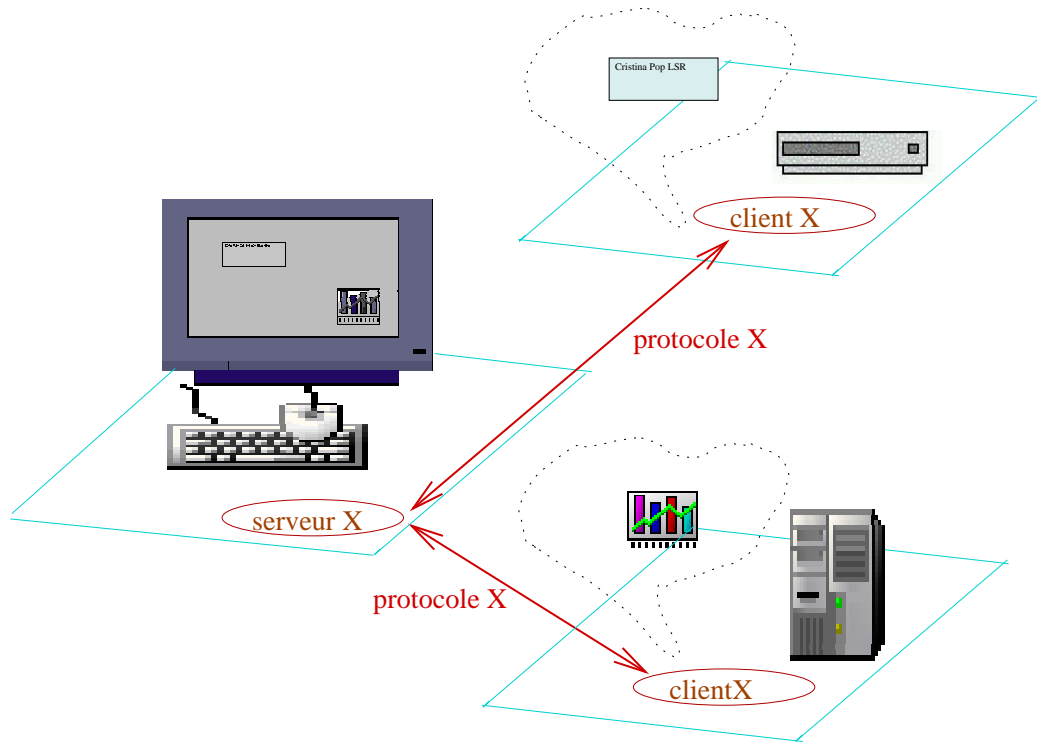 Cristina Pop LSR
client X
protocole X
serveur X
protocole X
clientX